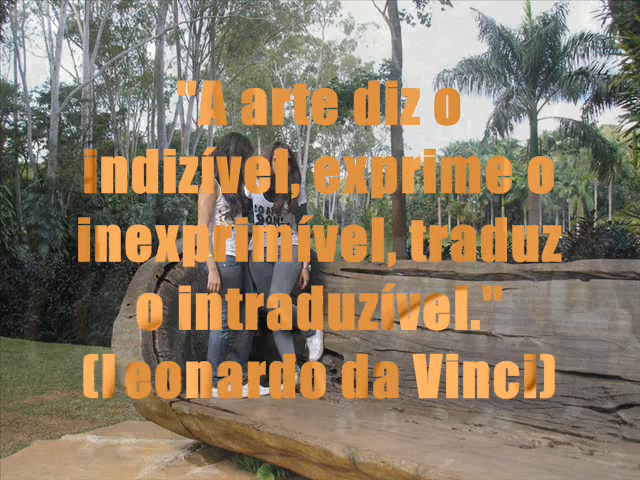 "A arte diz o
indizível, exprime o
inexprimível, traduz
o intraduzível."
(Leonardo da Vinci)